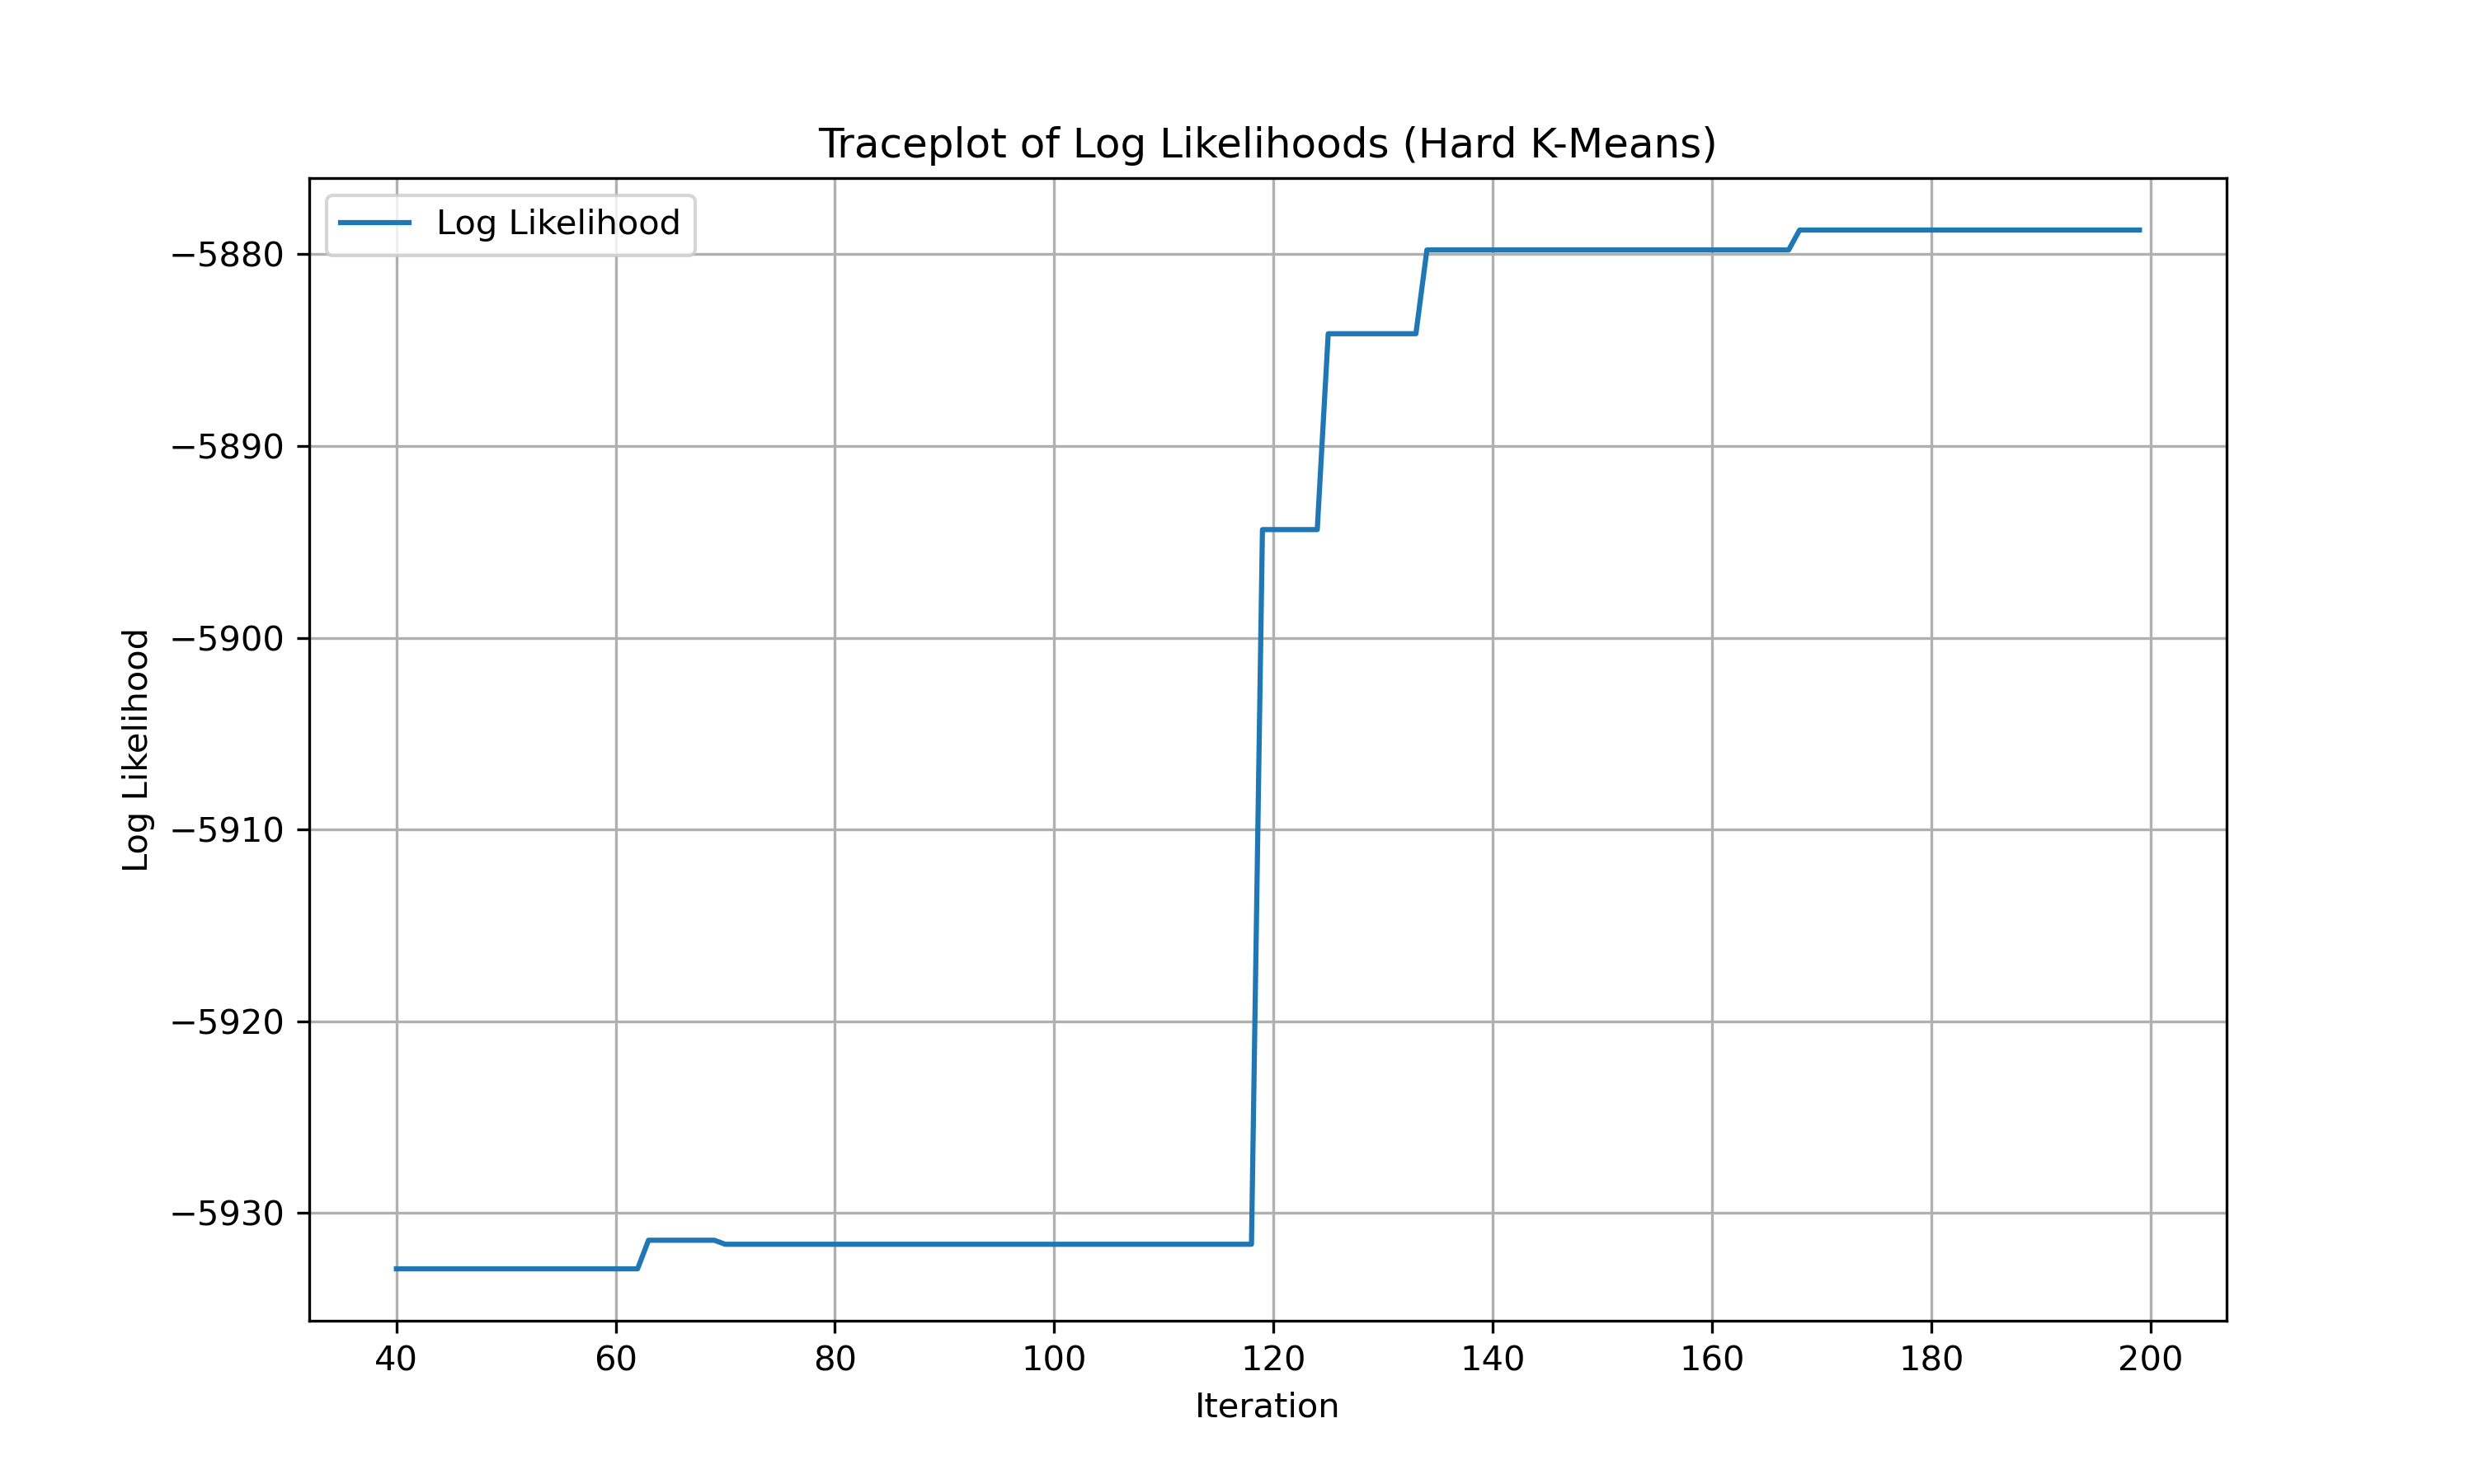 Traceplot of Log Likelihoods (Hard K-Means)
Log Likelihood
−5880
−5890
−5900
−5910
−5920
−5930
Log Likelihood
40 60 80 100 120 140 160 180 200
Iteration